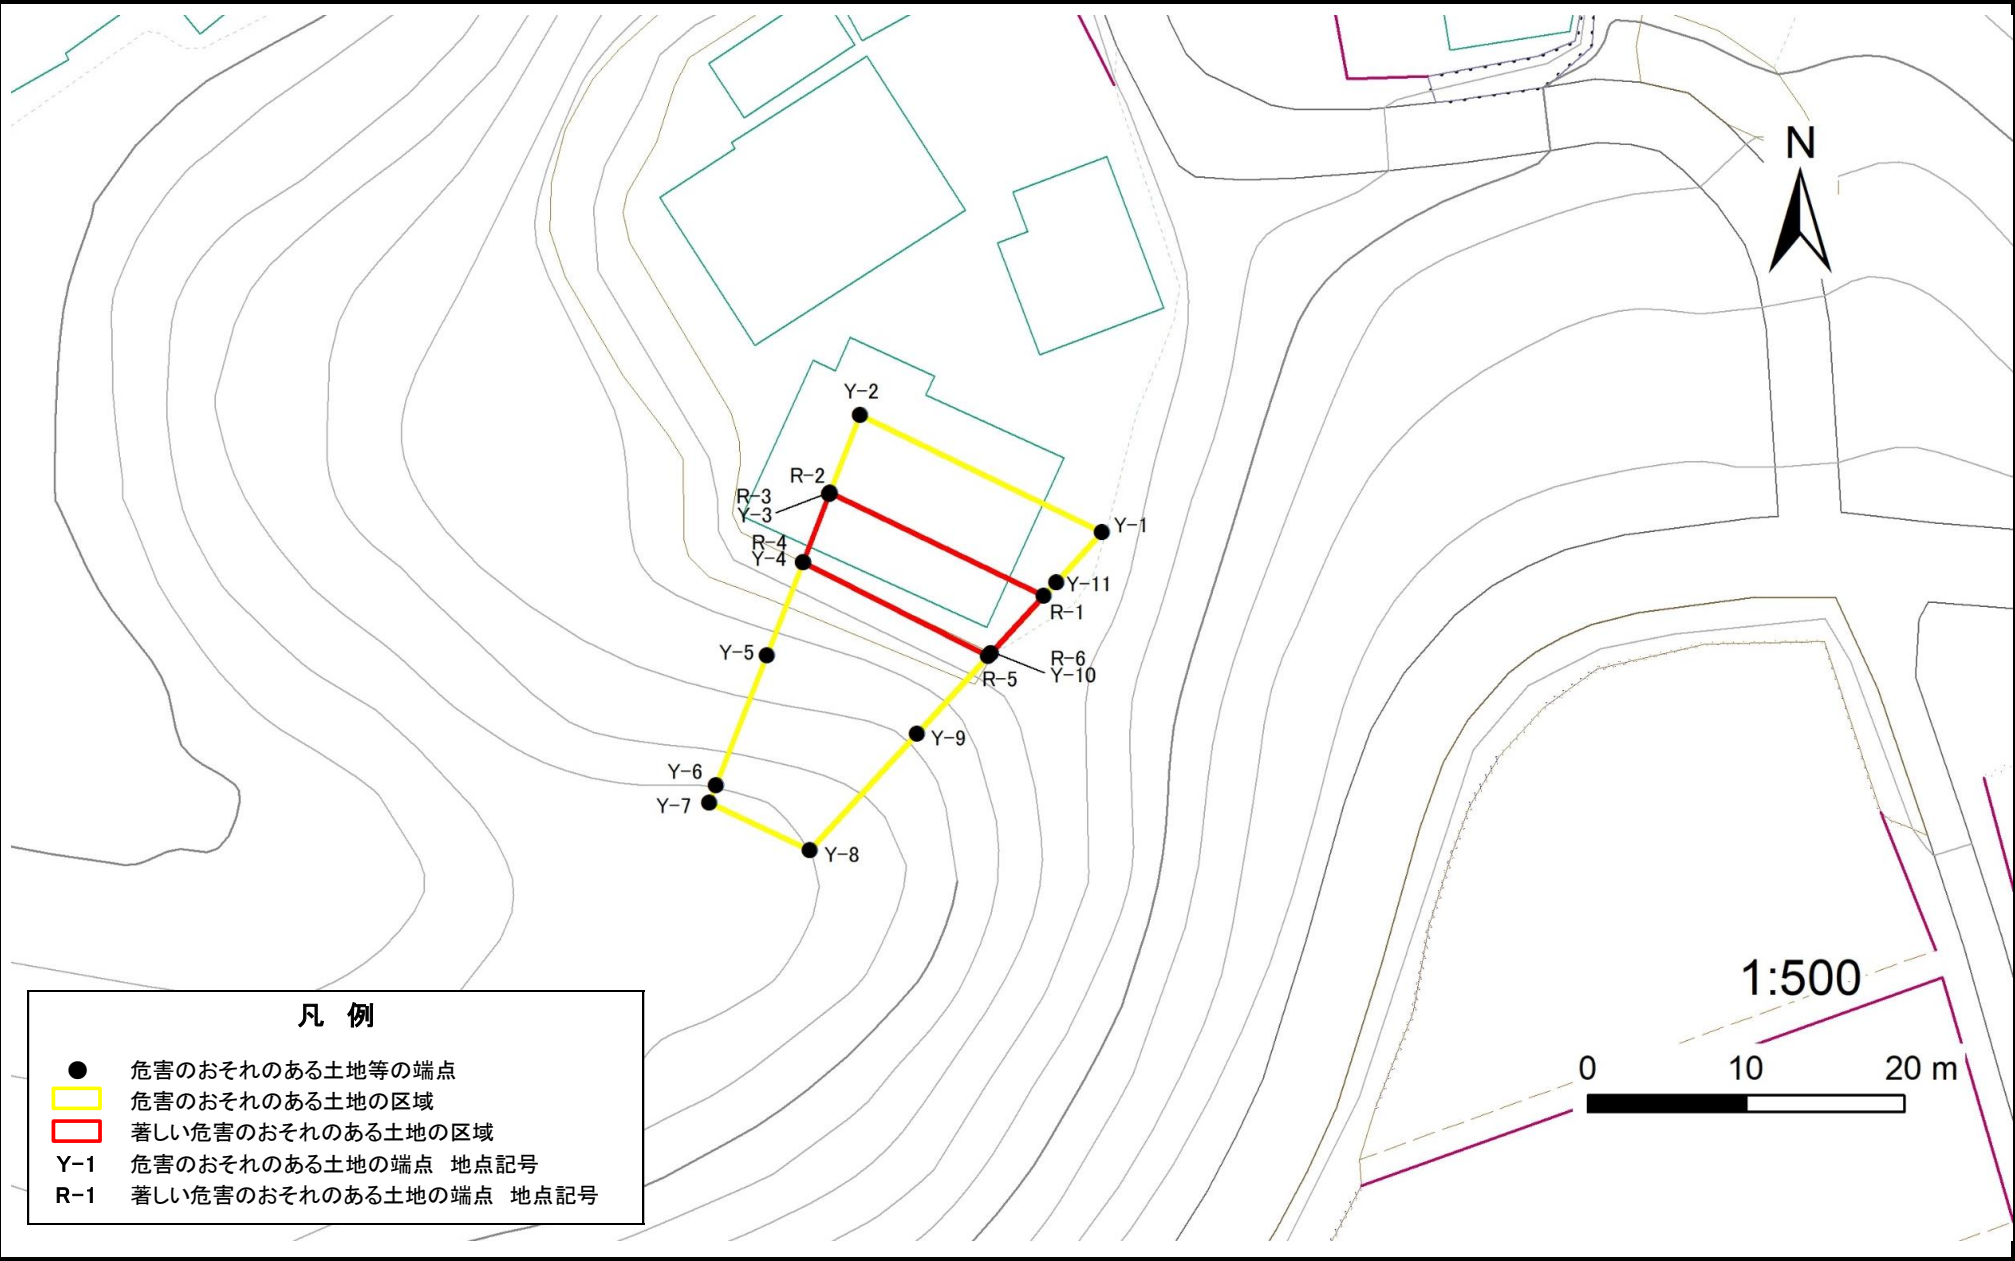 N
Y-2
R-2
R-3
Y-3
Y-1
R-4
Y-4
Y-11
R-1
Y-5
R-6
Y-10
R-5
Y-9
Y-6
Y-7
Y-8
1:500
0 10 20 m
凡 例
危害のおそれのある土地等の端点
危害のおそれのある土地の区域
著しい危害のおそれのある土地の区域
Y-1 危害のおそれのある土地の端点 地点記号
R-1 著しい危害のおそれのある土地の端点 地点記号